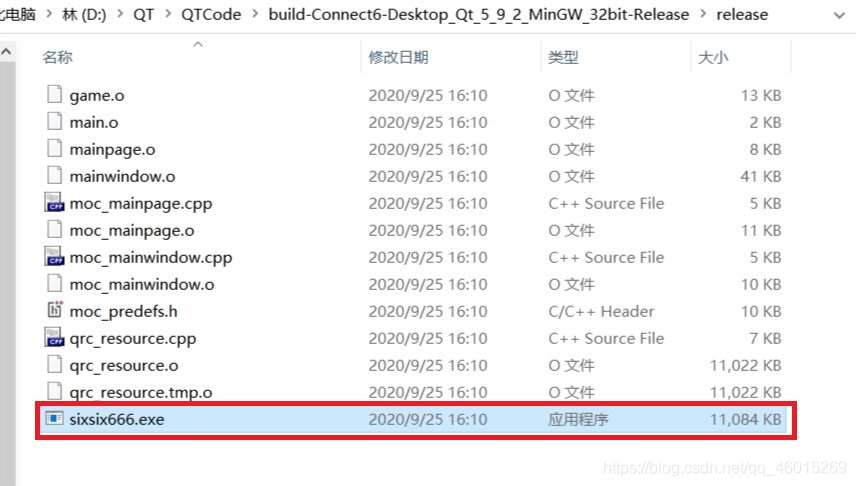 比电脑 › 林 (D:) › QT › QTCode › build-Connect6-Desktop_Qt_5_9_2_MinGW_32bit-Release › release
名称 修改日期 类型 大小
game.o 2020/9/25 16:10 O 文件 13 KB
main.o 2020/9/25 16:10 O 文件 2 KB
mainpage.o 2020/9/25 16:10 O 文件 8 KB
mainwindow.o 2020/9/25 16:10 O 文件 41 KB
moc_mainpage.cpp 2020/9/25 16:10 C++ Source File 5 KB
moc_mainpage.o 2020/9/25 16:10 O 文件 11 KB
moc_mainwindow.cpp 2020/9/25 16:10 C++ Source File 5 KB
moc_mainwindow.o 2020/9/25 16:10 O 文件 10 KB
moc_predefs.h 2020/9/25 16:10 C/C++ Header 10 KB
qrc_resource.cpp 2020/9/25 16:10 C++ Source File 7 KB
qrc_resource.o 2020/9/25 16:10 O 文件 11,022 KB
qrc_resource.tmp.o 2020/9/25 16:10 O 文件 11,022 KB
sixsix666.exe 2020/9/25 16:10 应用程序 11,084 KB
https://blog.csdn.net/qq_46015269